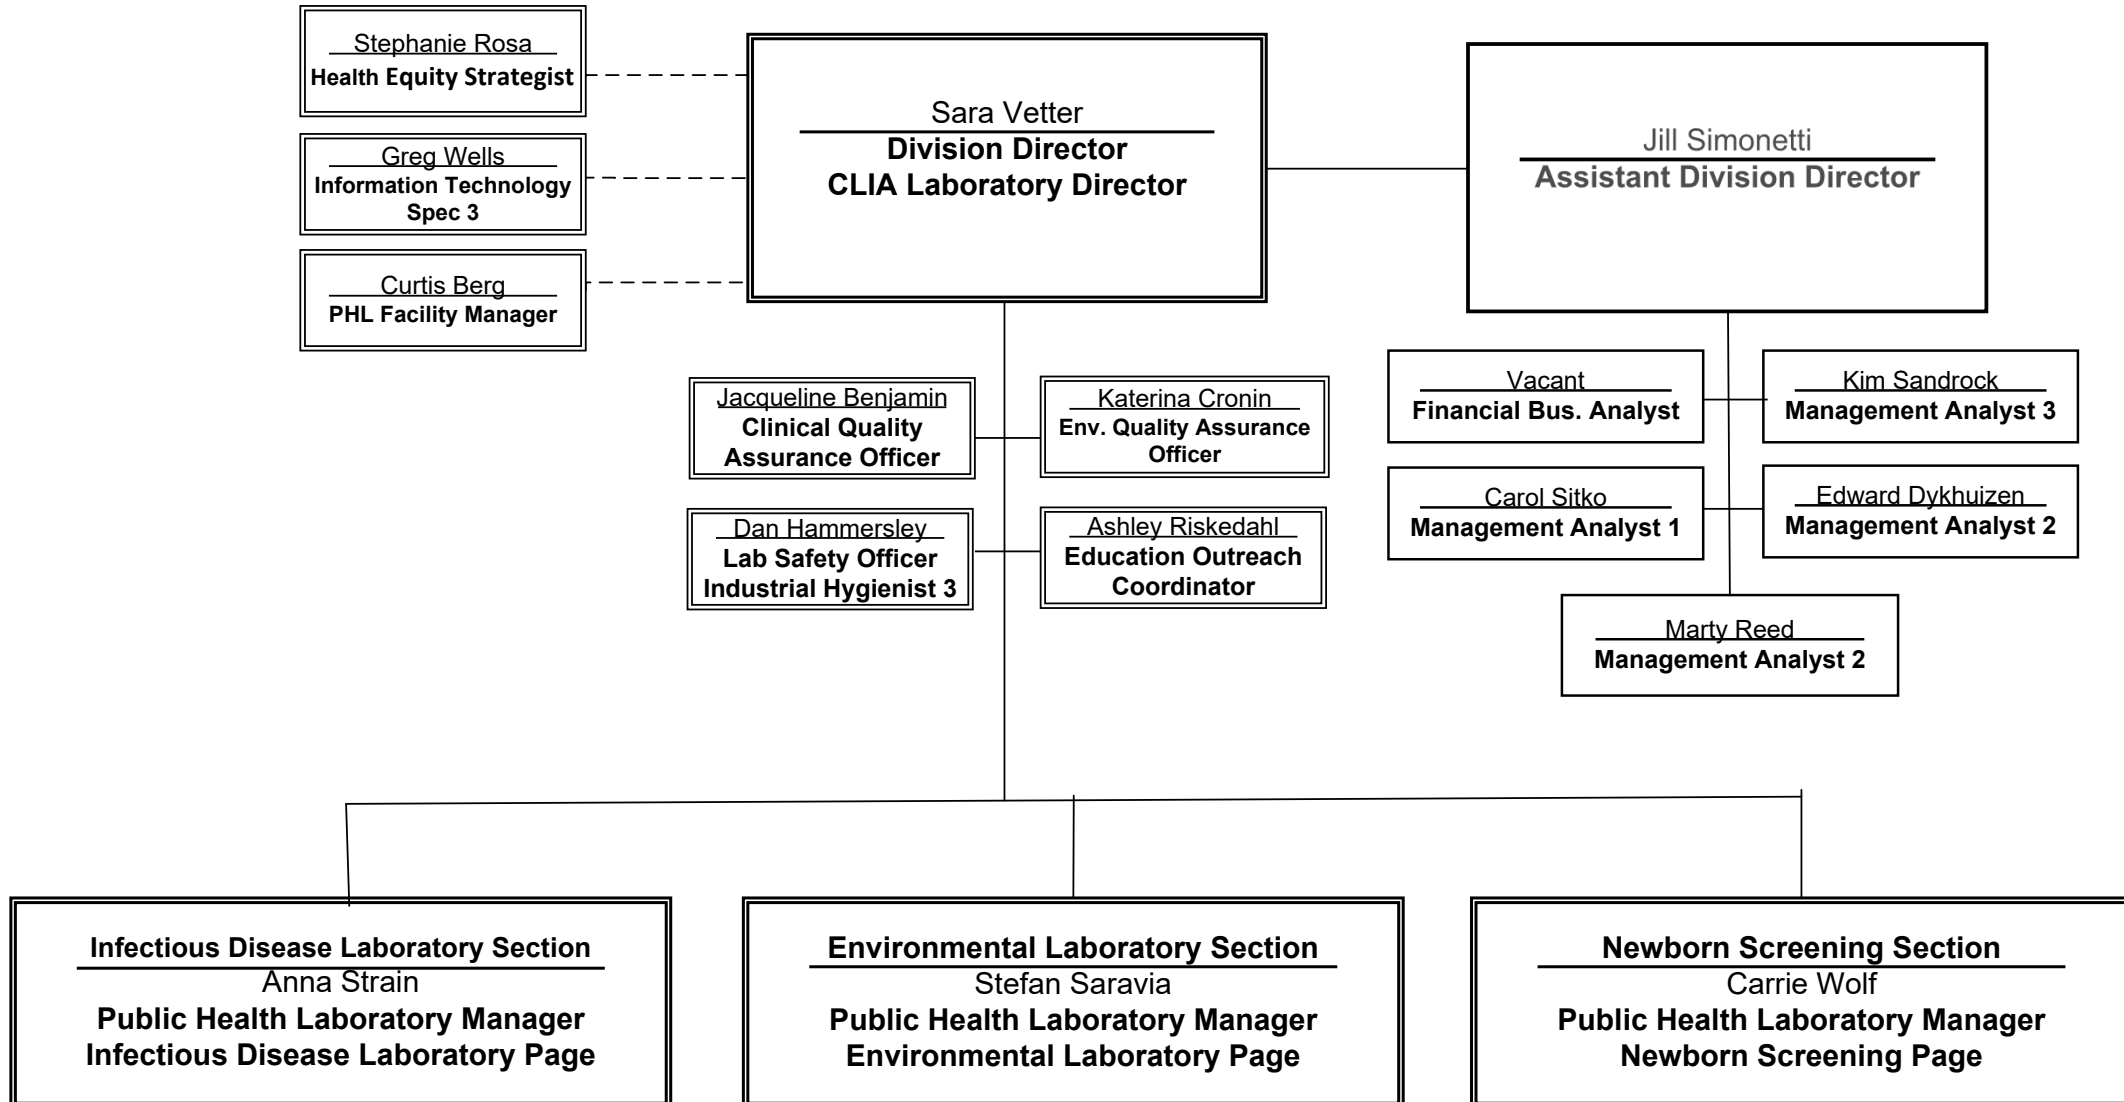 Stephanie Rosa
Health Equity Strategist
Greg Wells
Information Technology
Spec 3
Curtis Berg
PHL Facility Manager
Sara Vetter
Division Director
CLIA Laboratory Director
Jill Simonetti
Assistant Division Director
Jacqueline Benjamin
Clinical Quality
Assurance Officer
Katerina Cronin
Env. Quality Assurance
Officer
Dan Hammersley
Lab Safety Officer
Industrial Hygienist 3
Ashley Riskedahl
Education Outreach
Coordinator
Vacant
Financial Bus. Analyst
Kim Sandrock
Management Analyst 3
Carol Sitko
Management Analyst 1
Edward Dykhuizen
Management Analyst 2
Marty Reed
Management Analyst 2
Infectious Disease Laboratory Section
Anna Strain
Public Health Laboratory Manager
Infectious Disease Laboratory Page
Environmental Laboratory Section
Stefan Saravia
Public Health Laboratory Manager
Environmental Laboratory Page
Newborn Screening Section
Carrie Wolf
Public Health Laboratory Manager
Newborn Screening Page